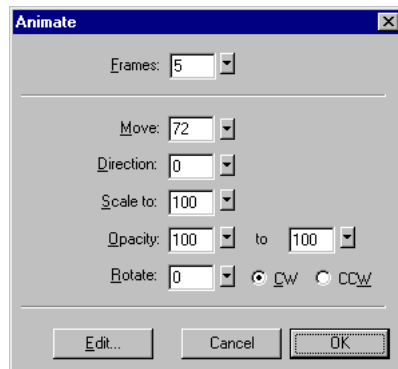 Animate
Frames: 5
Move: 72
Direction: 0
Scale to: 100
Opacity: 100 to 100
Rotate: 0 CW CCW
Edit... Cancel OK